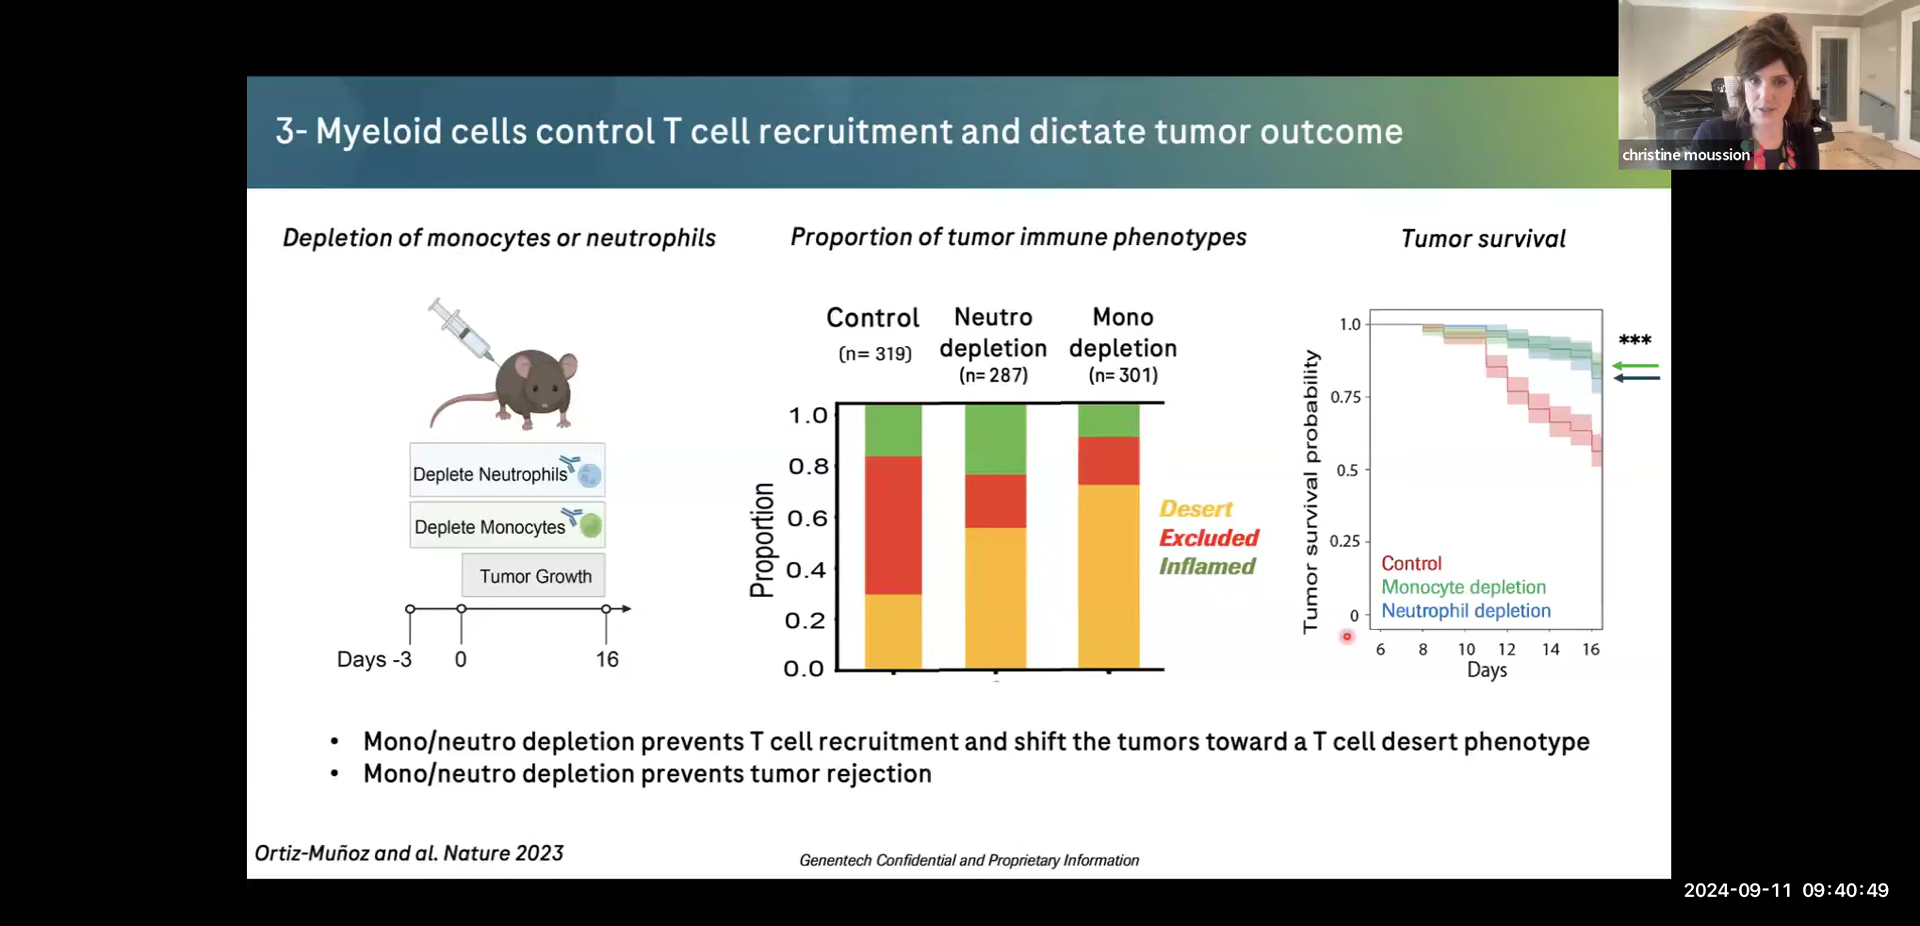 christine moussion
3- Myeloid cells control T cell recruitment and dictate tumor outcome
Depletion of monocytes or neutrophils
Deplete Neutrophils
Deplete Monocytes
Tumor Growth
Days -3 0 16
Proportion of tumor immune phenotypes
Control
(n= 319)
Neutro
depletion
(n= 287)
Mono
depletion
(n= 301)
Proportion
1.0
0.8
0.6
0.4
0.2
0.0
Desert
Excluded
Inflamed
Tumor survival
Tumor survival probability
1.0
0.75
0.5
0.25
0
***
Control
Monocyte depletion
Neutrophil depletion
6 8 10 12 14 16
Days
• Mono/neutro depletion prevents T cell recruitment and shift the tumors toward a T cell desert phenotype
• Mono/neutro depletion prevents tumor rejection
Ortiz-Muñoz and al. Nature 2023
Genentech Confidential and Proprietary Information
2024-09-11 09:40:49